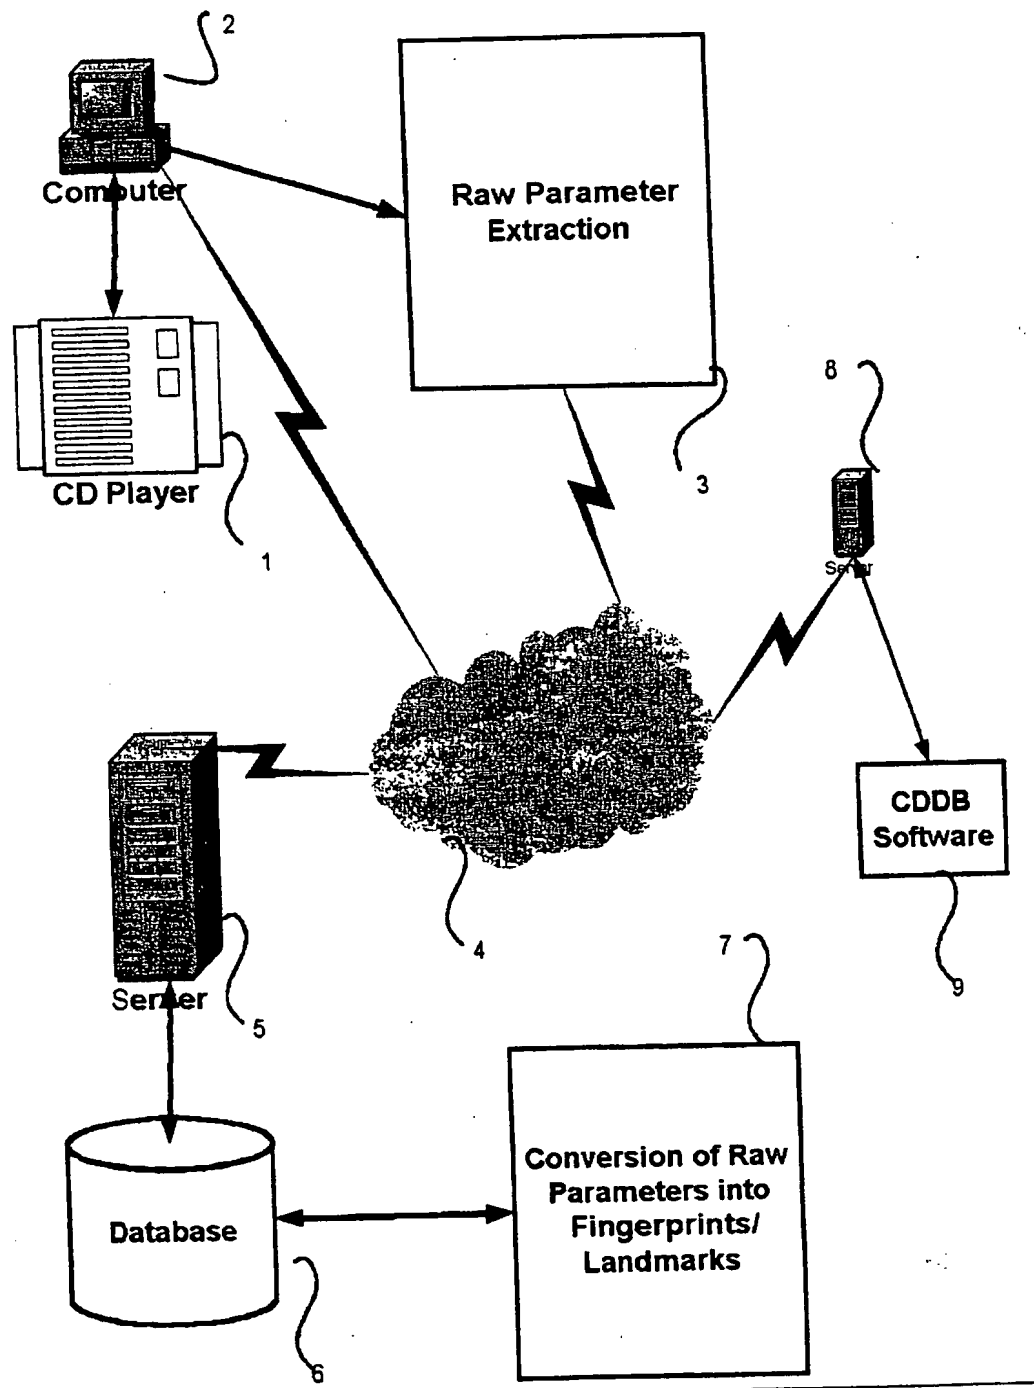 2
Computer
Raw Parameter
Extraction
CD Player
1
3
8
Server
CDDB
Software
9
4
Server
5
7
Database
6
Conversion of Raw
Parameters into
Fingerprints/
Landmarks